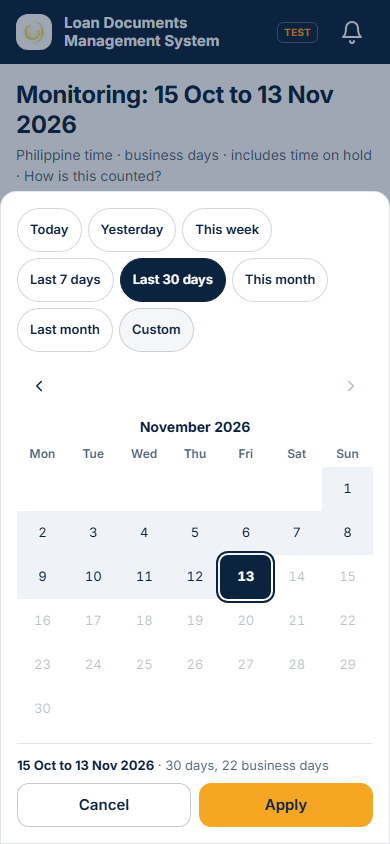 Loan Documents
Management System
TEST
Monitoring: 15 Oct to 13 Nov
2026
Philippine time · business days · includes time on hold
· How is this counted?
Today Yesterday This week
Last 7 days Last 30 days This month
Last month Custom
November 2026
Mon Tue Wed Thu Fri Sat Sun
1
2 3 4 5 6 7 8
9 10 11 12 13 14 15
16 17 18 19 20 21 22
23 24 25 26 27 28 29
30
15 Oct to 13 Nov 2026 · 30 days, 22 business days
Cancel Apply